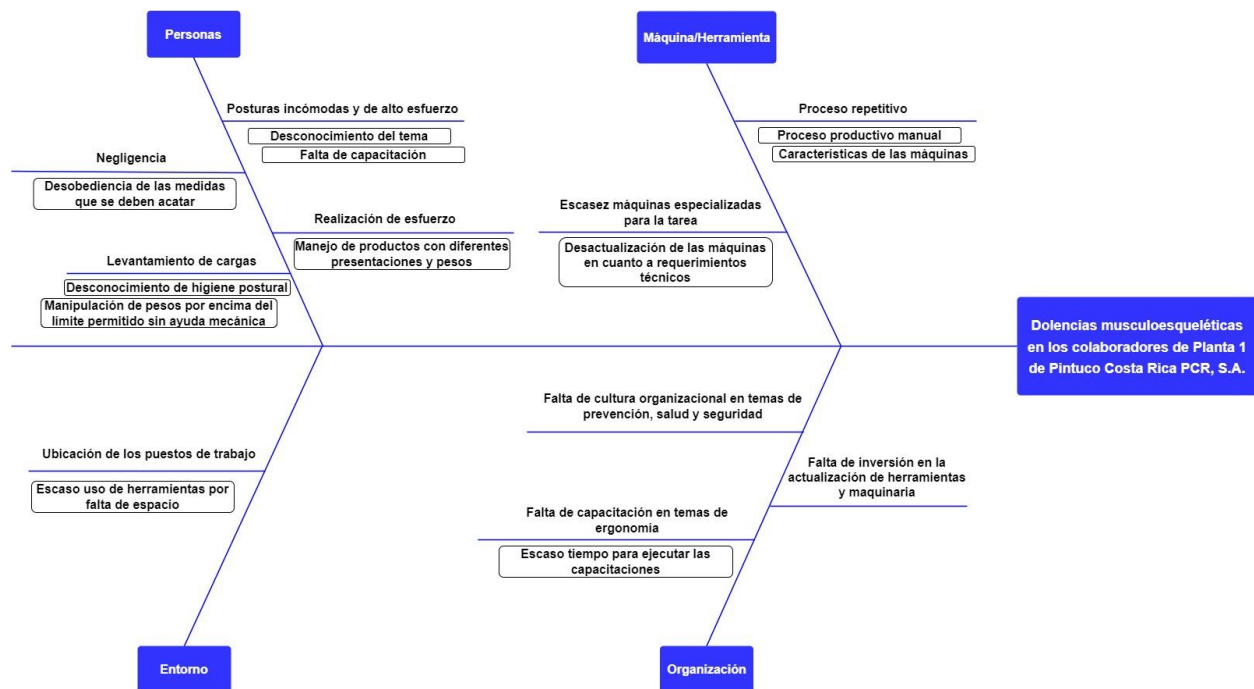 Personas
Posturas incómodas y de alto esfuerzo
Desconocimiento del tema
Falta de capacitación
Negligencia
Desobediencia de las medidas
que se deben acatar
Realización de esfuerzo
Manejo de productos con diferentes
presentaciones y pesos
Levantamiento de cargas
Desconocimiento de higiene postural
Manipulación de pesos por encima del
límite permitido sin ayuda mecánica
Máquina/Herramienta
Proceso repetitivo
Proceso productivo manual
Características de las máquinas
Escasez máquinas especializadas
para la tarea
Desactualización de las máquinas
en cuanto a requerimientos
técnicos
Dolencias musculoesqueléticas
en los colaboradores de Planta 1
de Pintuco Costa Rica PCR, S.A.
Ubicación de los puestos de trabajo
Escaso uso de herramientas por
falta de espacio
Entorno
Falta de cultura organizacional en temas de
prevención, salud y seguridad
Falta de inversión en la
actualización de herramientas
y maquinaria
Falta de capacitación en temas de
ergonomía
Escaso tiempo para ejecutar las
capacitaciones
Organización